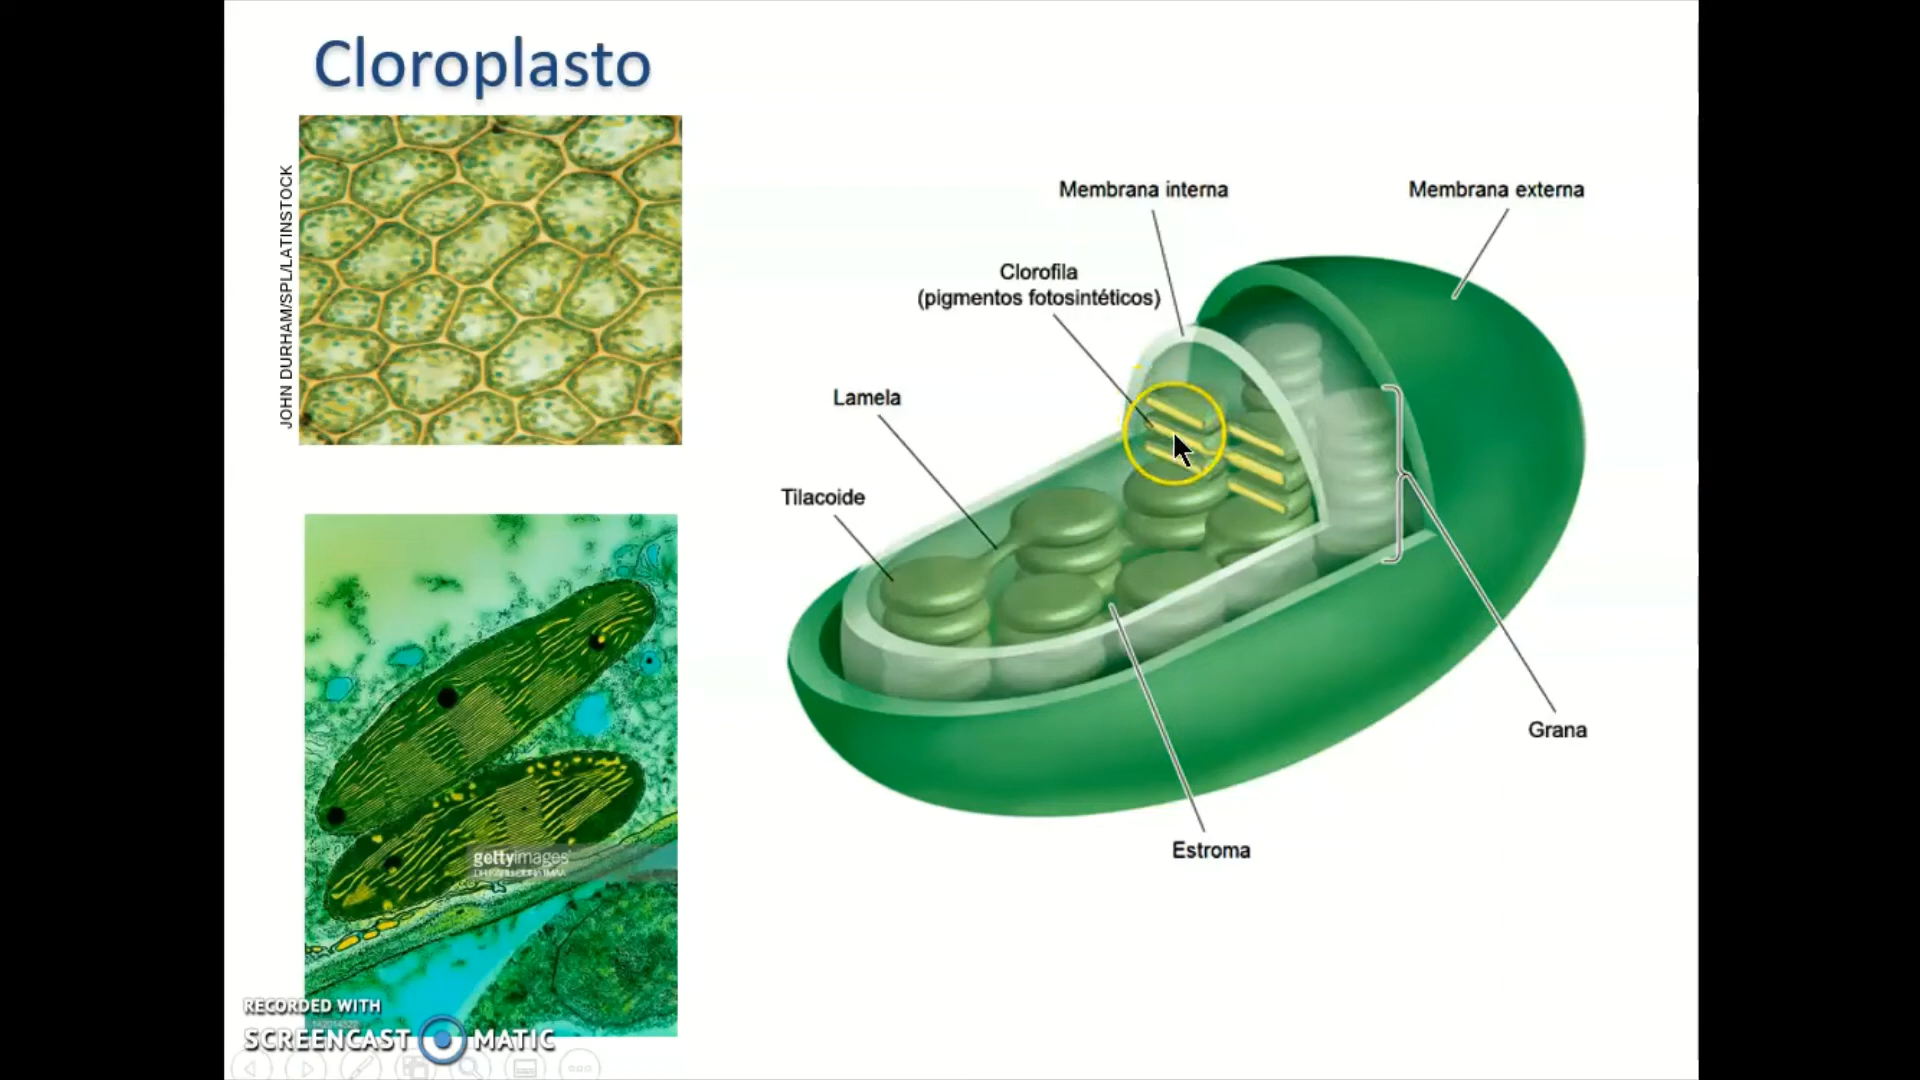 Cloroplasto
JOHN DURHAM/SPL/LATINSTOCK
Membrana interna
Membrana externa
Clorofila
(pigmentos fotosintéticos)
Lamela
Tilacoide
Grana
Estroma
gettyimages
RECORDED WITH
SCREENCAST MATIC